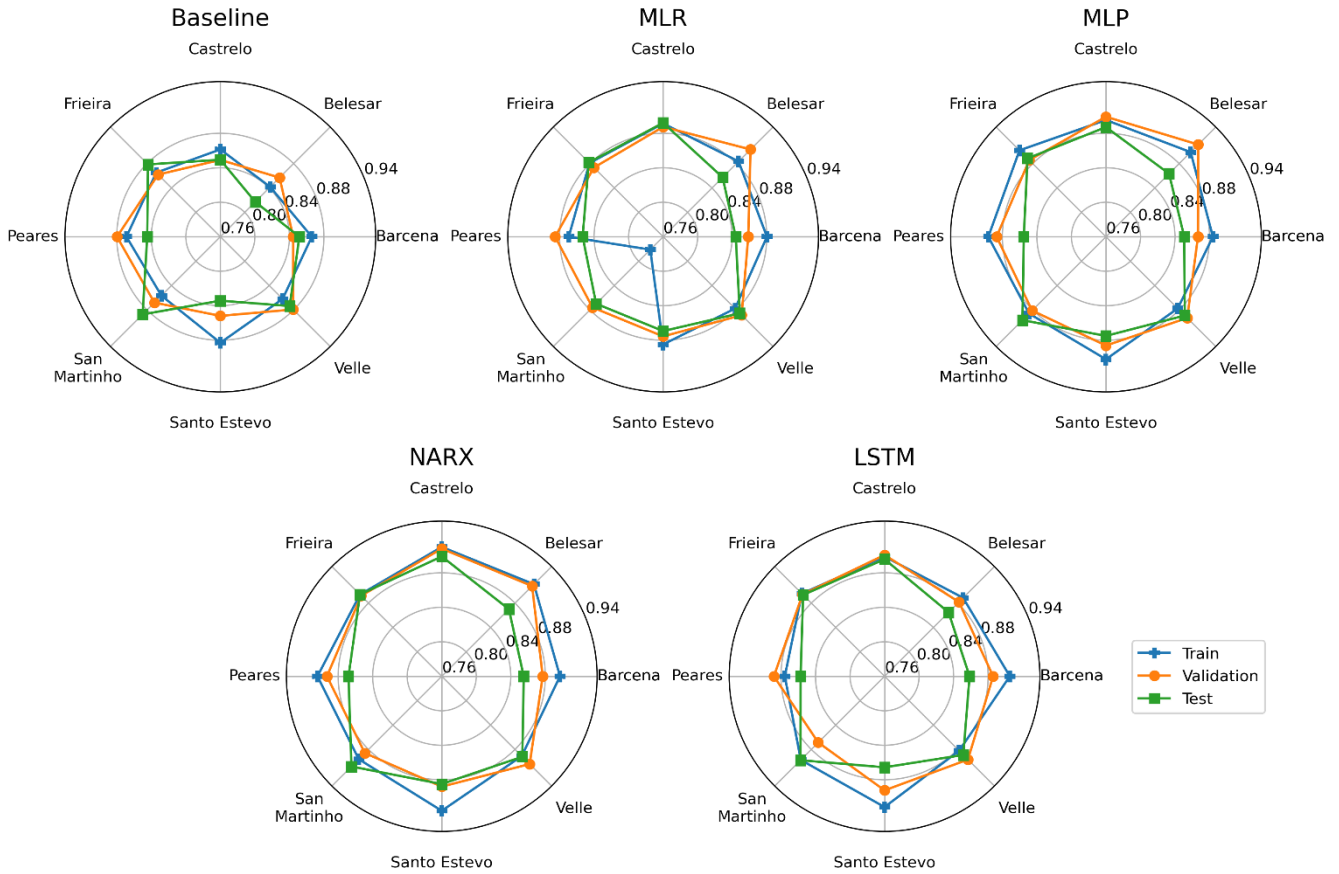 Baseline
Castrelo
Frieira
Belesar
0.94
0.88
0.84
0.80
0.76
Peares
Barcena
San
Martinho
Velle
Santo Estevo
MLR
Castrelo
Frieira
Belesar
0.94
0.88
0.84
0.80
0.76
Peares
Barcena
San
Martinho
Velle
Santo Estevo
MLP
Castrelo
Frieira
Belesar
0.94
0.88
0.84
0.80
0.76
Peares
Barcena
San
Martinho
Velle
Santo Estevo
NARX
Castrelo
Frieira
Belesar
0.94
0.88
0.84
0.80
0.76
Peares
Barcena
San
Martinho
Velle
Santo Estevo
LSTM
Castrelo
Frieira
Belesar
0.94
0.88
0.84
0.80
0.76
Peares
Barcena
San
Martinho
Velle
Santo Estevo
Train
Validation
Test